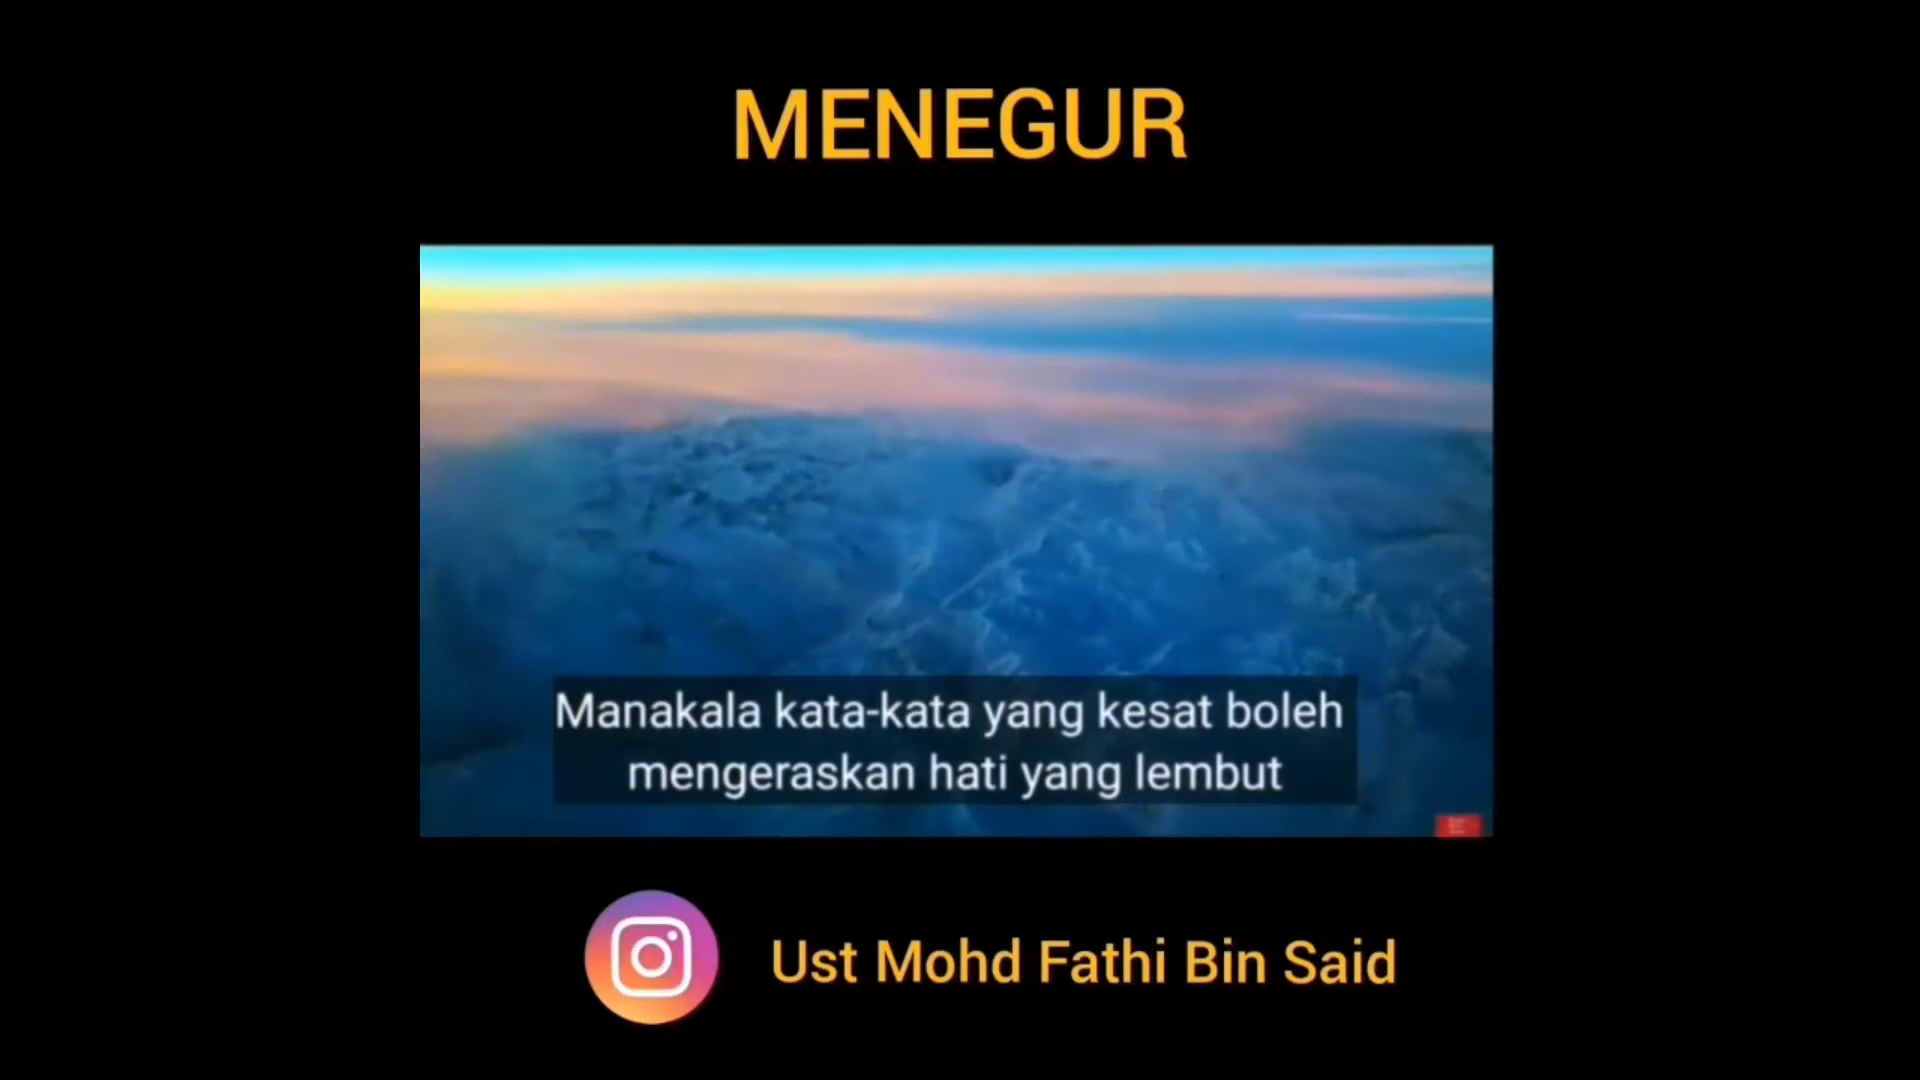 MENEGUR
Manakala kata-kata yang kesat boleh
mengeraskan hati yang lembut
Ust Mohd Fathi Bin Said